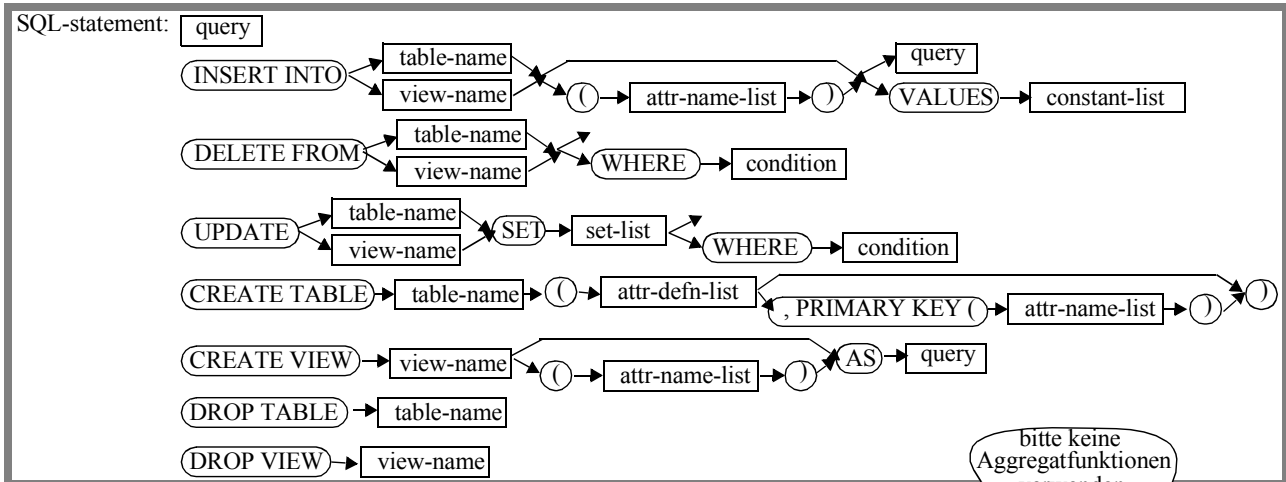 SQL-statement: query
INSERT INTO table-name view-name ( attr-name-list ) query VALUES constant-list
DELETE FROM table-name view-name WHERE condition
UPDATE table-name view-name SET set-list WHERE condition
CREATE TABLE table-name ( attr-defn-list , PRIMARY KEY ( attr-name-list ) )
CREATE VIEW view-name ( attr-name-list ) AS query
DROP TABLE table-name
DROP VIEW view-name
bitte keine
Aggregatfunktionen